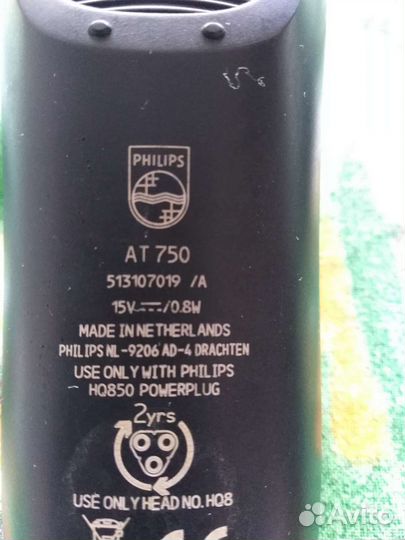 PHILIPS
AT 750
513107019 /A
15V⎓/0.8W
MADE IN NETHERLANDS
PHILIPS NL-9206 AD-4 DRACHTEN
USE ONLY WITH PHILIPS
HQ850 POWERPLUG
2yrs
USE ONLY HEAD NO. HQ8
CE
Avito